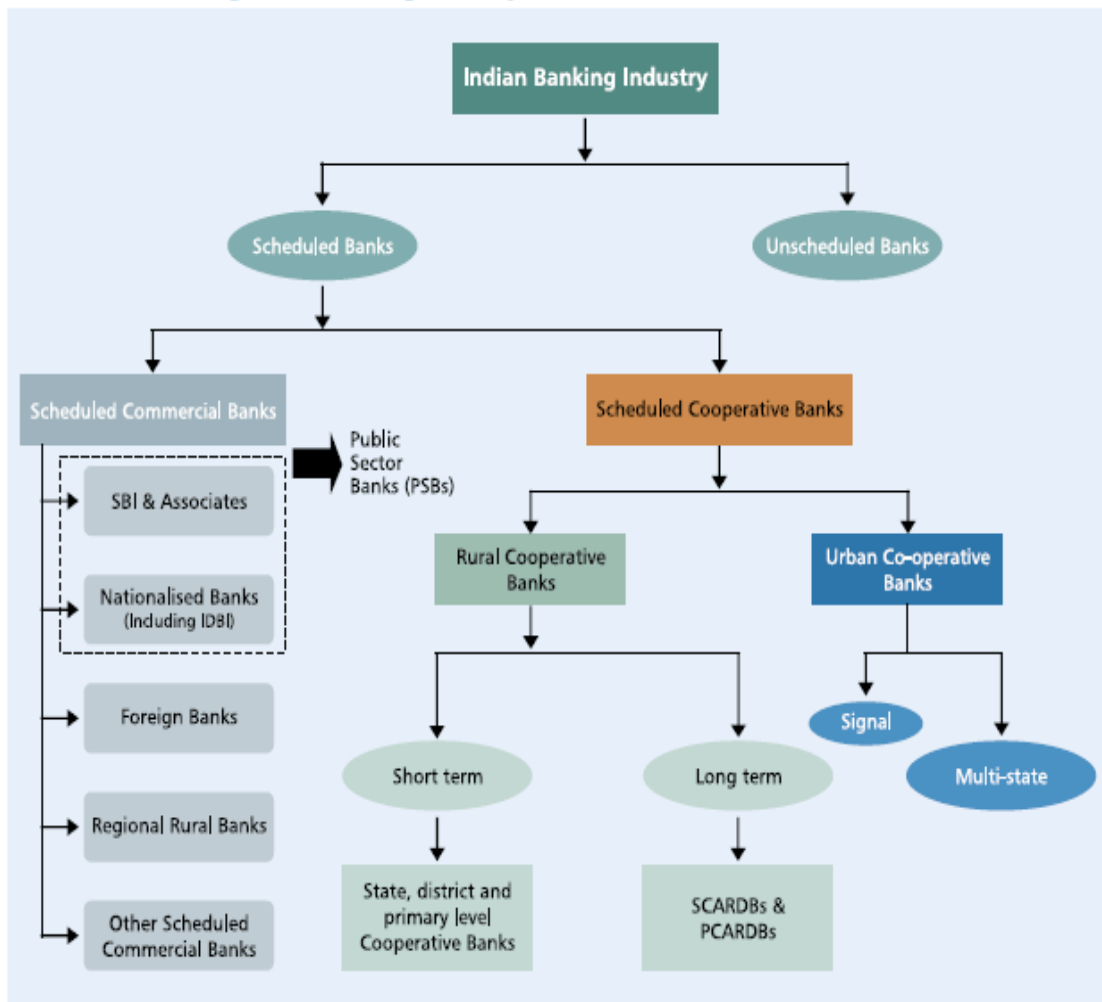 Indian Banking Industry
Scheduled Banks
Unscheduled Banks
Scheduled Commercial Banks
Public
Sector
Banks (PSBs)
SBI & Associates
Nationalised Banks
(Including IDBI)
Foreign Banks
Regional Rural Banks
Other Scheduled
Commercial Banks
Scheduled Cooperative Banks
Rural Cooperative
Banks
Short term
State, district and
primary level
Cooperative Banks
Long term
SCARDBs &
PCARDBs
Urban Co-operative
Banks
Signal
Multi-state